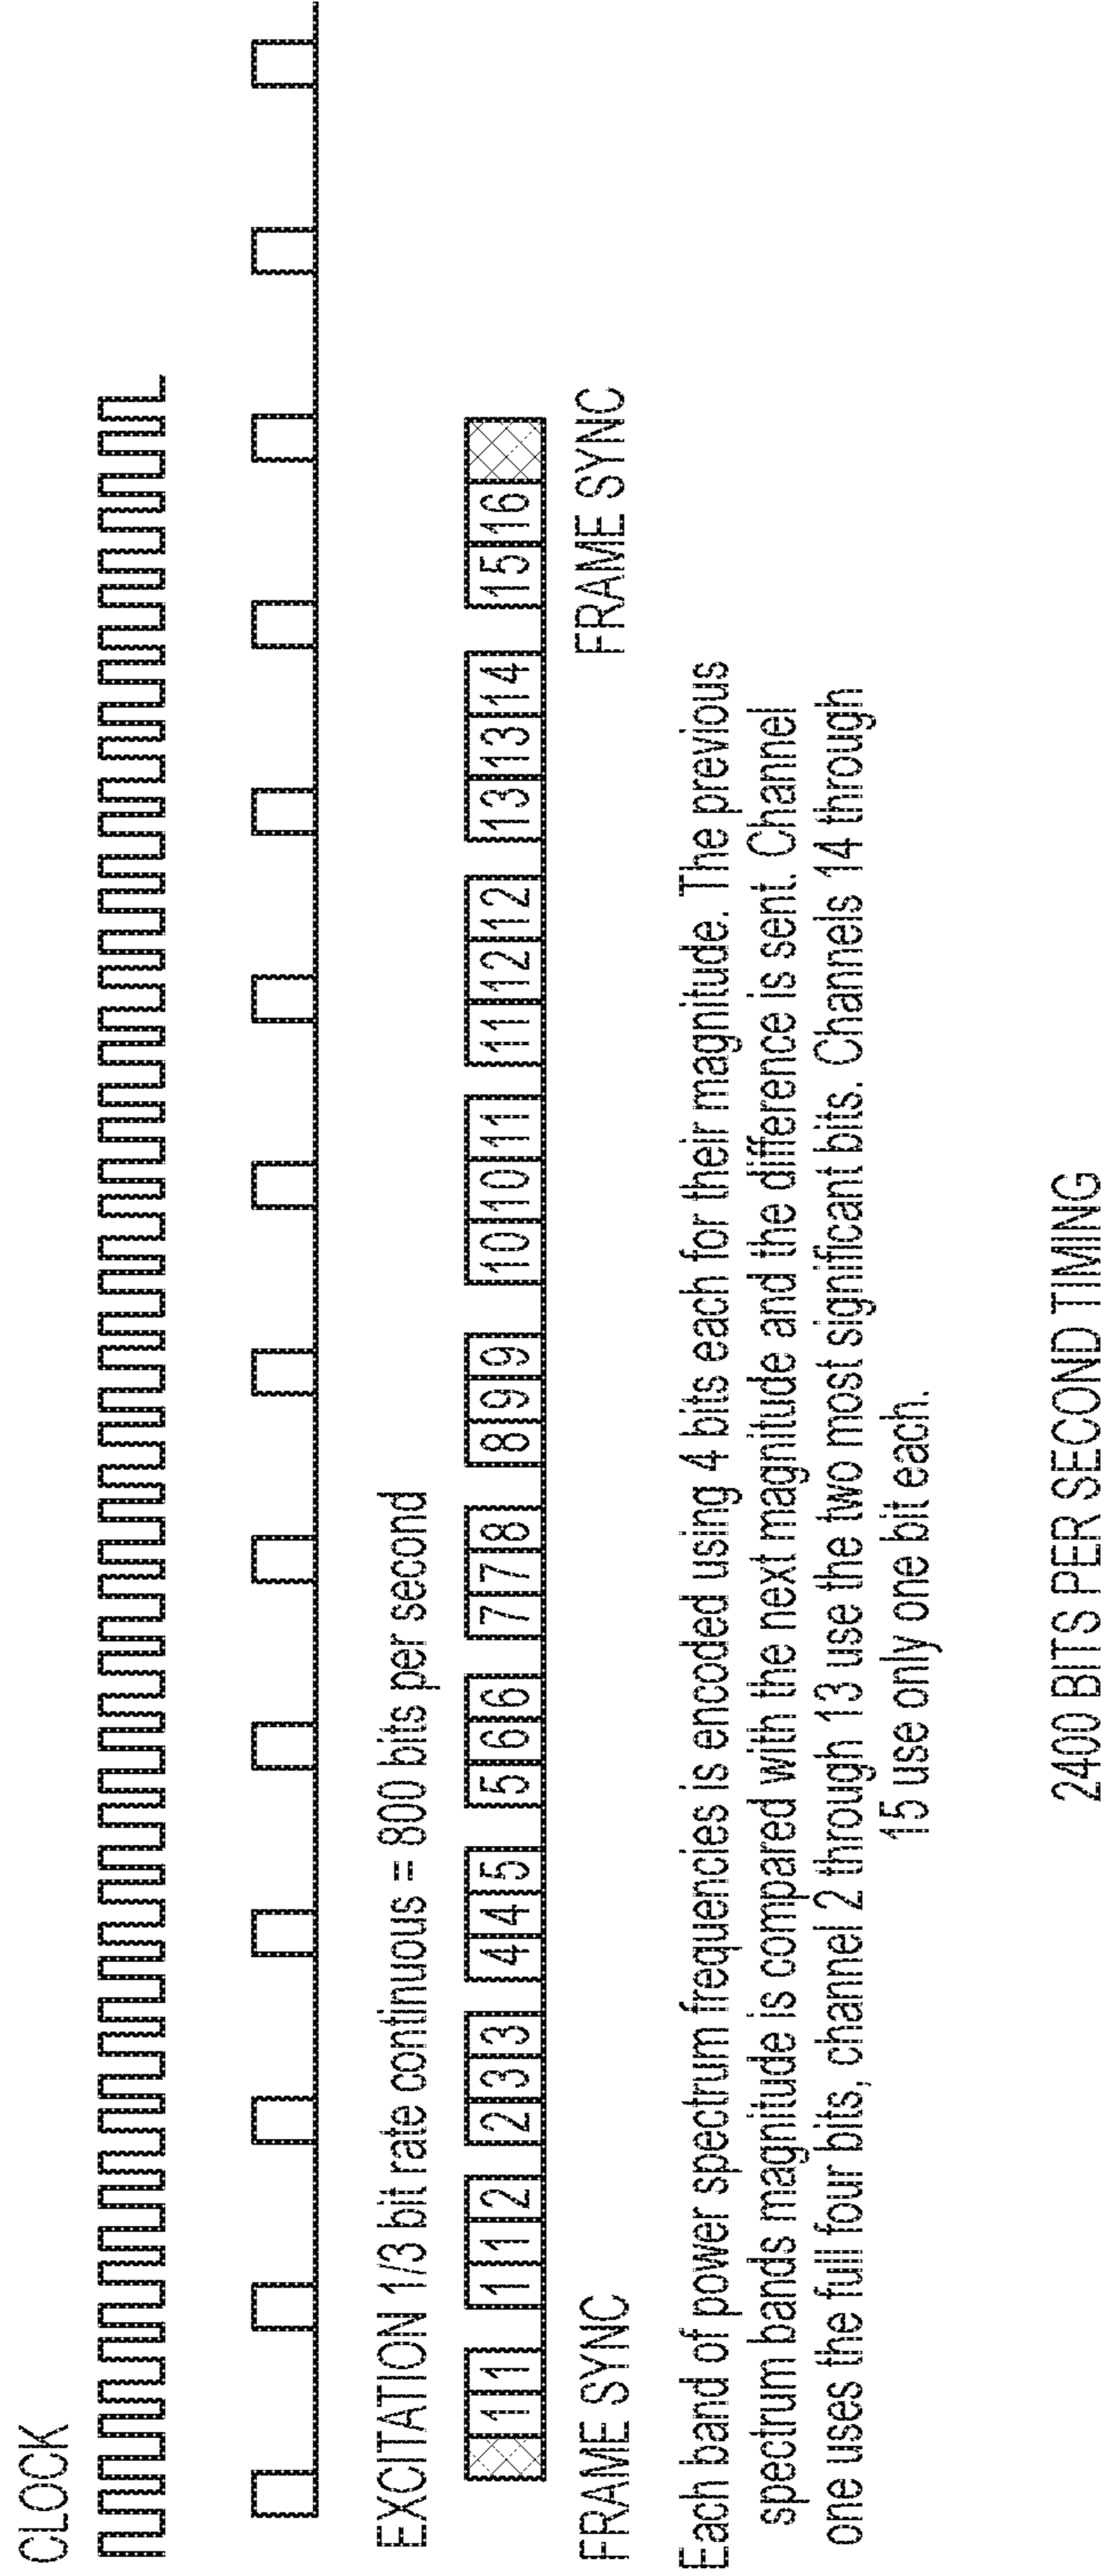 CLOCK
EXCITATION 1/3 bit rate continuous = 800 bits per second
1 1 1 1 2 2 3 3 4 4 5 5 6 6 7 7 8 8 9 9 10 10 11 11 12 12 13 13 14 15 16
FRAME SYNC FRAME SYNC
Each band of power spectrum frequencies is encoded using 4 bits each for their magnitude. The previous
spectrum bands magnitude is compared with the next magnitude and the difference is sent. Channel
one uses the full four bits, channel 2 through 13 use the two most significant bits. Channels 14 through
15 use only one bit each.
2400 BITS PER SECOND TIMING